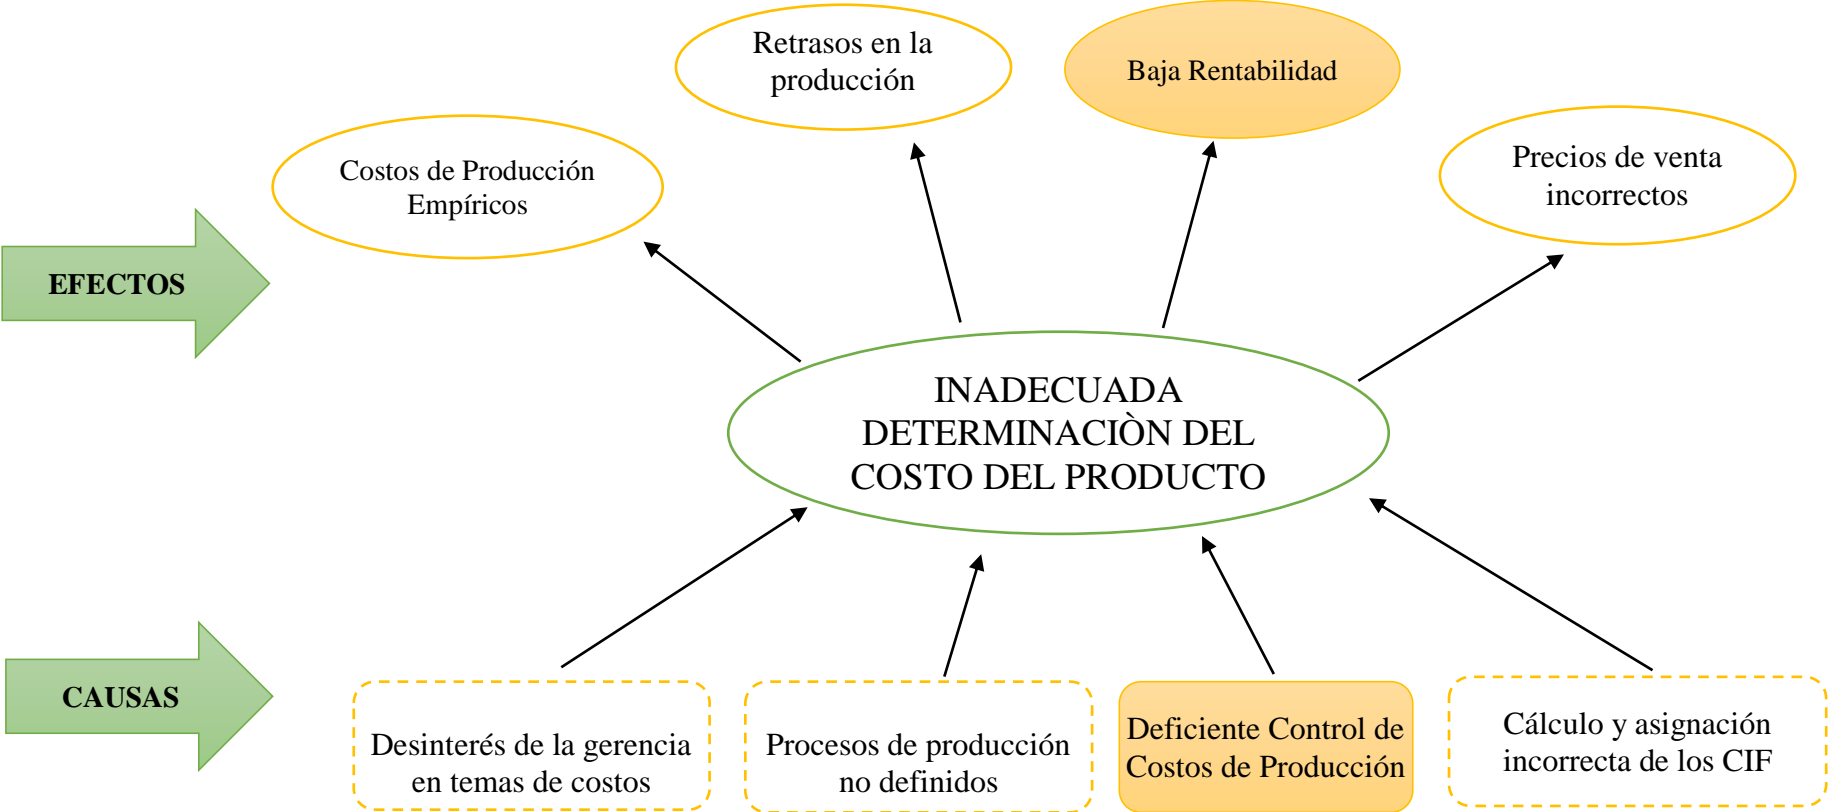 Retrasos en la
producción
Baja Rentabilidad
Costos de Producción
Empíricos
Precios de venta
incorrectos
EFECTOS
INADECUADA
DETERMINACIÒN DEL
COSTO DEL PRODUCTO
CAUSAS
Desinterés de la gerencia
en temas de costos
Procesos de producción
no definidos
Deficiente Control de
Costos de Producción
Cálculo y asignación
incorrecta de los CIF